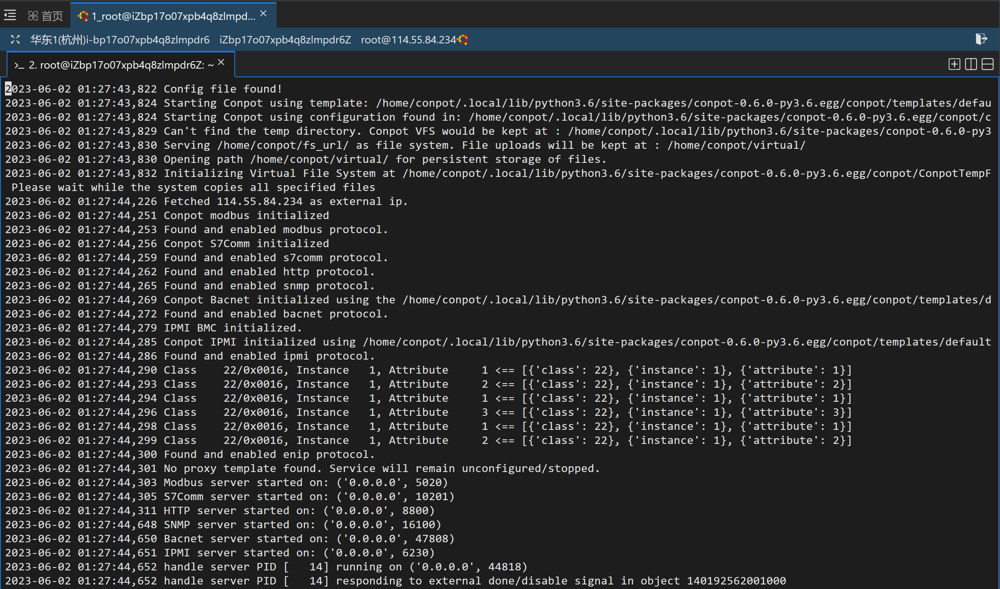 首页
1_root@iZbp17o07xpb4q8zlmpd...
华东1(杭州)i-bp17o07xpb4q8zlmpdr6 iZbp17o07xpb4q8zlmpdr6Z root@114.55.84.234
2. root@iZbp17o07xpb4q8zlmpdr6Z: ~
2023-06-02 01:27:43,822 Config file found!
2023-06-02 01:27:43,824 Starting Conpot using template: /home/conpot/.local/lib/python3.6/site-packages/conpot-0.6.0-py3.6.egg/conpot/templates/defau
2023-06-02 01:27:43,824 Starting Conpot using configuration found in: /home/conpot/.local/lib/python3.6/site-packages/conpot-0.6.0-py3.6.egg/conpot/c
2023-06-02 01:27:43,829 Can't find the temp directory. Conpot VFS would be kept at : /home/conpot/.local/lib/python3.6/site-packages/conpot-0.6.0-py3
2023-06-02 01:27:43,830 Serving /home/conpot/fs_url/ as file system. File uploads will be kept at : /home/conpot/virtual/
2023-06-02 01:27:43,830 Opening path /home/conpot/virtual/ for persistent storage of files.
2023-06-02 01:27:43,832 Initializing Virtual File System at /home/conpot/.local/lib/python3.6/site-packages/conpot-0.6.0-py3.6.egg/conpot/ConpotTempF
Please wait while the system copies all specified files
2023-06-02 01:27:44,226 Fetched 114.55.84.234 as external ip.
2023-06-02 01:27:44,251 Conpot modbus initialized
2023-06-02 01:27:44,253 Found and enabled modbus protocol.
2023-06-02 01:27:44,256 Conpot S7Comm initialized
2023-06-02 01:27:44,259 Found and enabled s7comm protocol.
2023-06-02 01:27:44,262 Found and enabled http protocol.
2023-06-02 01:27:44,265 Found and enabled snmp protocol.
2023-06-02 01:27:44,269 Conpot Bacnet initialized using the /home/conpot/.local/lib/python3.6/site-packages/conpot-0.6.0-py3.6.egg/conpot/templates/d
2023-06-02 01:27:44,272 Found and enabled bacnet protocol.
2023-06-02 01:27:44,279 IPMI BMC initialized.
2023-06-02 01:27:44,285 Conpot IPMI initialized using /home/conpot/.local/lib/python3.6/site-packages/conpot-0.6.0-py3.6.egg/conpot/templates/default
2023-06-02 01:27:44,286 Found and enabled ipmi protocol.
2023-06-02 01:27:44,290 Class    22/0x0016, Instance   1, Attribute     1 <== [{'class': 22}, {'instance': 1}, {'attribute': 1}]
2023-06-02 01:27:44,293 Class    22/0x0016, Instance   1, Attribute     2 <== [{'class': 22}, {'instance': 1}, {'attribute': 2}]
2023-06-02 01:27:44,294 Class    22/0x0016, Instance   1, Attribute     1 <== [{'class': 22}, {'instance': 1}, {'attribute': 1}]
2023-06-02 01:27:44,296 Class    22/0x0016, Instance   1, Attribute     3 <== [{'class': 22}, {'instance': 1}, {'attribute': 3}]
2023-06-02 01:27:44,298 Class    22/0x0016, Instance   1, Attribute     1 <== [{'class': 22}, {'instance': 1}, {'attribute': 1}]
2023-06-02 01:27:44,299 Class    22/0x0016, Instance   1, Attribute     2 <== [{'class': 22}, {'instance': 1}, {'attribute': 2}]
2023-06-02 01:27:44,300 Found and enabled enip protocol.
2023-06-02 01:27:44,301 No proxy template found. Service will remain unconfigured/stopped.
2023-06-02 01:27:44,303 Modbus server started on: ('0.0.0.0', 5020)
2023-06-02 01:27:44,305 S7Comm server started on: ('0.0.0.0', 10201)
2023-06-02 01:27:44,311 HTTP server started on: ('0.0.0.0', 8800)
2023-06-02 01:27:44,648 SNMP server started on: ('0.0.0.0', 16100)
2023-06-02 01:27:44,650 Bacnet server started on: ('0.0.0.0', 47808)
2023-06-02 01:27:44,651 IPMI server started on: ('0.0.0.0', 6230)
2023-06-02 01:27:44,652 handle server PID [   14] running on ('0.0.0.0', 44818)
2023-06-02 01:27:44,652 handle server PID [   14] responding to external done/disable signal in object 140192562001000